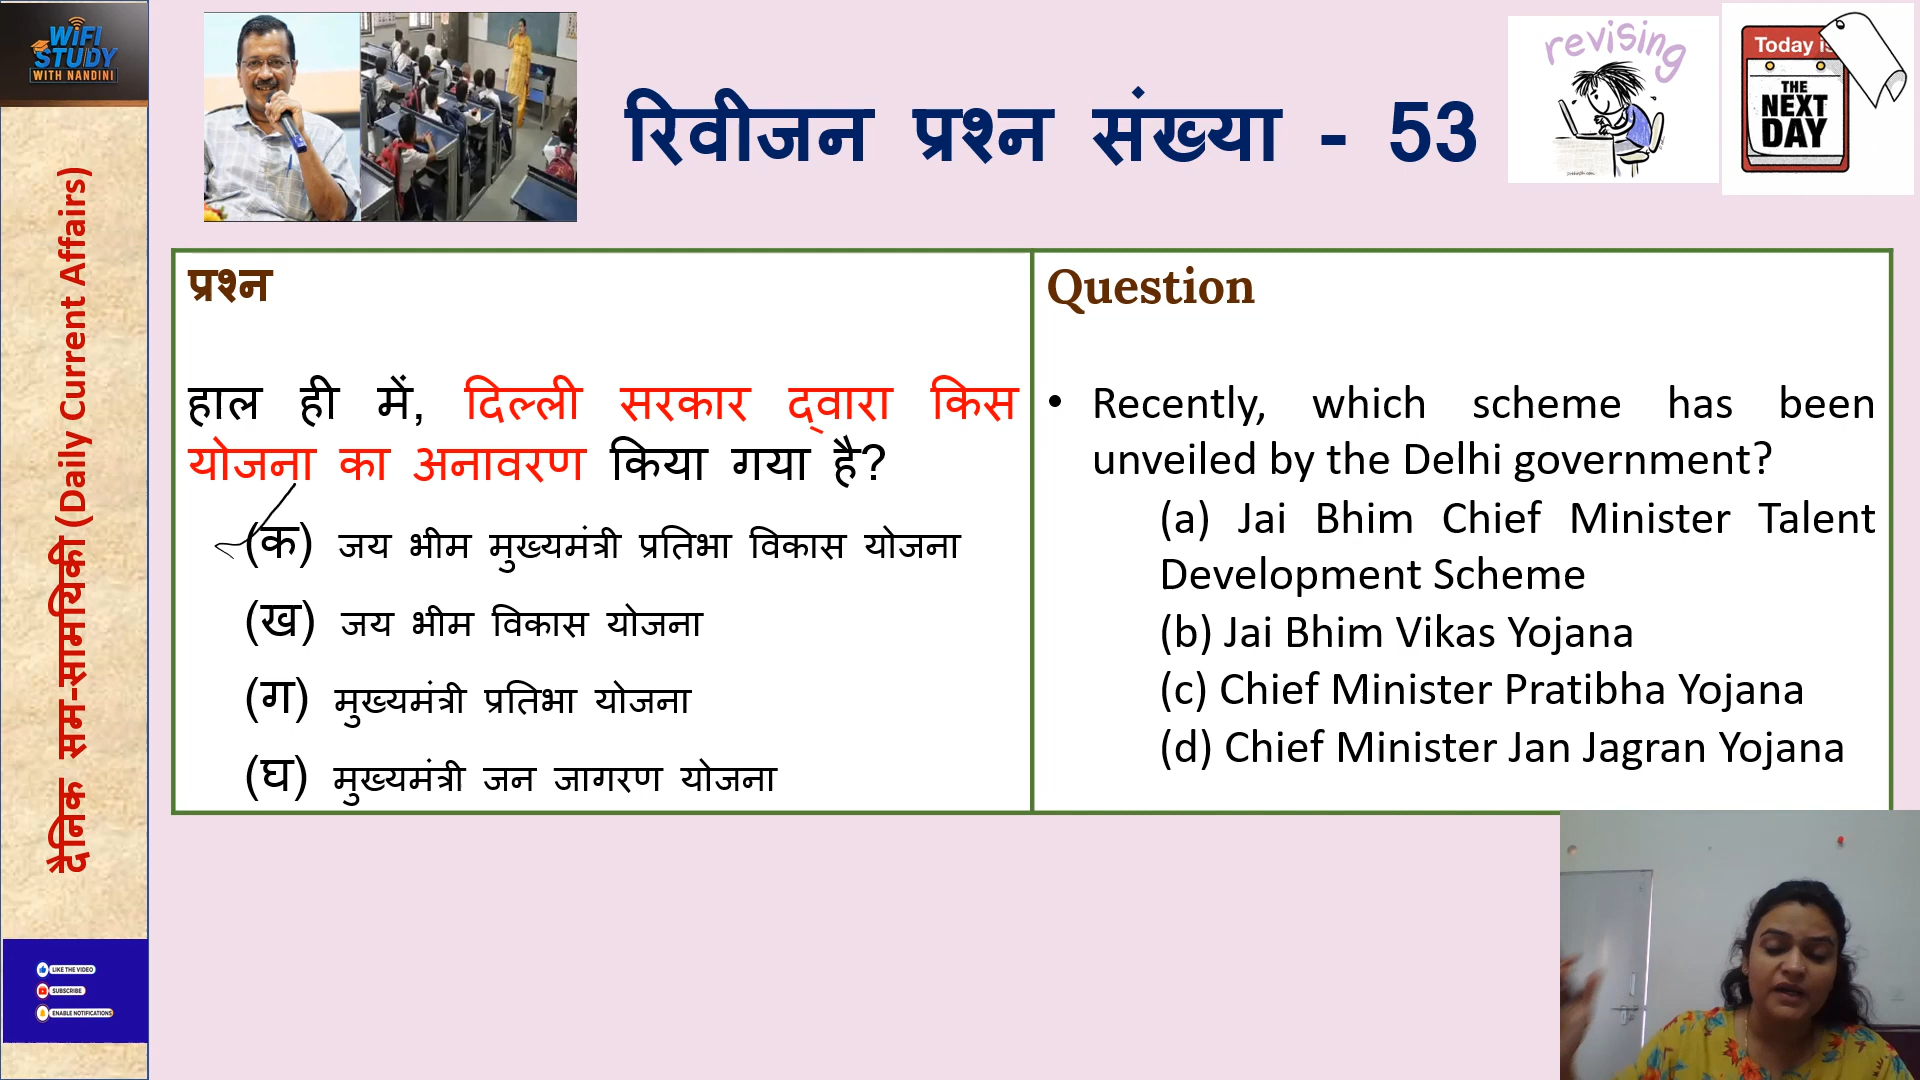 WiFi
STUDY
WITH NANDINI
दैनिक सम-सामयिकी (Daily Current Affairs)
LIKE THE VIDEO
SUBSCRIBE
ENABLE NOTIFICATIONS
रिवीजन प्रश्न संख्या - 53
revising
Today is
THE
NEXT
DAY
प्रश्न
हाल ही में, दिल्ली सरकार द्वारा किस
योजना का अनावरण किया गया है?
(क) जय भीम मुख्यमंत्री प्रतिभा विकास योजना
(ख) जय भीम विकास योजना
(ग) मुख्यमंत्री प्रतिभा योजना
(घ) मुख्यमंत्री जन जागरण योजना
Question
• Recently, which scheme has been
unveiled by the Delhi government?
(a) Jai Bhim Chief Minister Talent
Development Scheme
(b) Jai Bhim Vikas Yojana
(c) Chief Minister Pratibha Yojana
(d) Chief Minister Jan Jagran Yojana